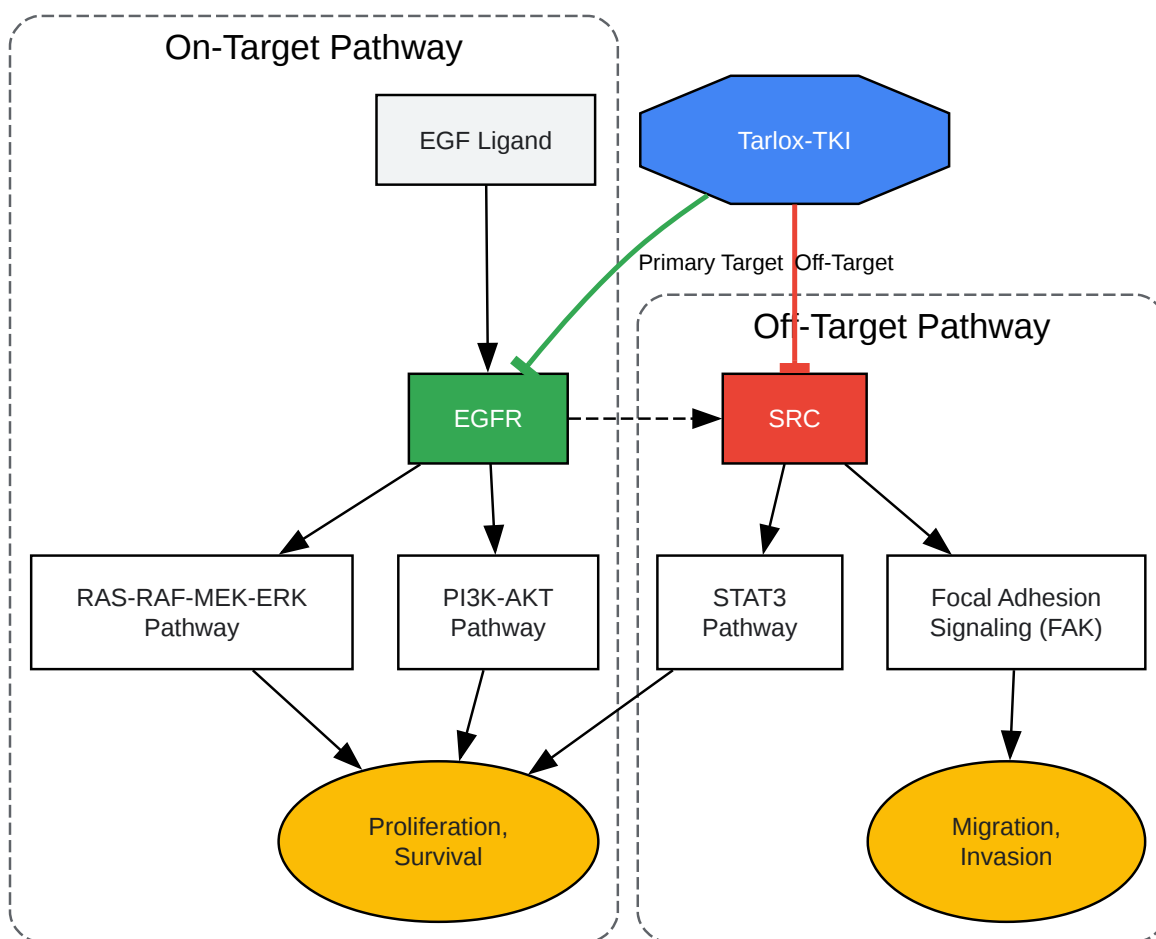 On-Target Pathway
EGF Ligand
Tarlox-TKI
Primary Target
Off-Target
Off-Target Pathway
EGFR
SRC
RAS-RAF-MEK-ERK
Pathway
PI3K-AKT
Pathway
STAT3
Pathway
Focal Adhesion
Signaling (FAK)
Proliferation,
Survival
Migration,
Invasion